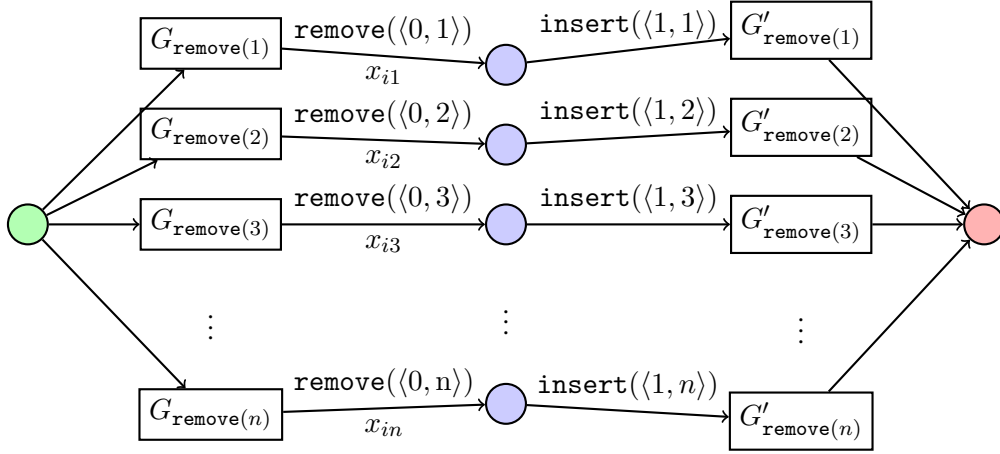 G_remove(1) remove(⟨0, 1⟩) insert(⟨1, 1⟩) G′_remove(1)
x_i1
G_remove(2) remove(⟨0, 2⟩) insert(⟨1, 2⟩) G′_remove(2)
x_i2
G_remove(3) remove(⟨0, 3⟩) insert(⟨1, 3⟩) G′_remove(3)
x_i3
⋮ ⋮ ⋮
G_remove(n) remove(⟨0, n⟩) insert(⟨1, n⟩) G′_remove(n)
x_in